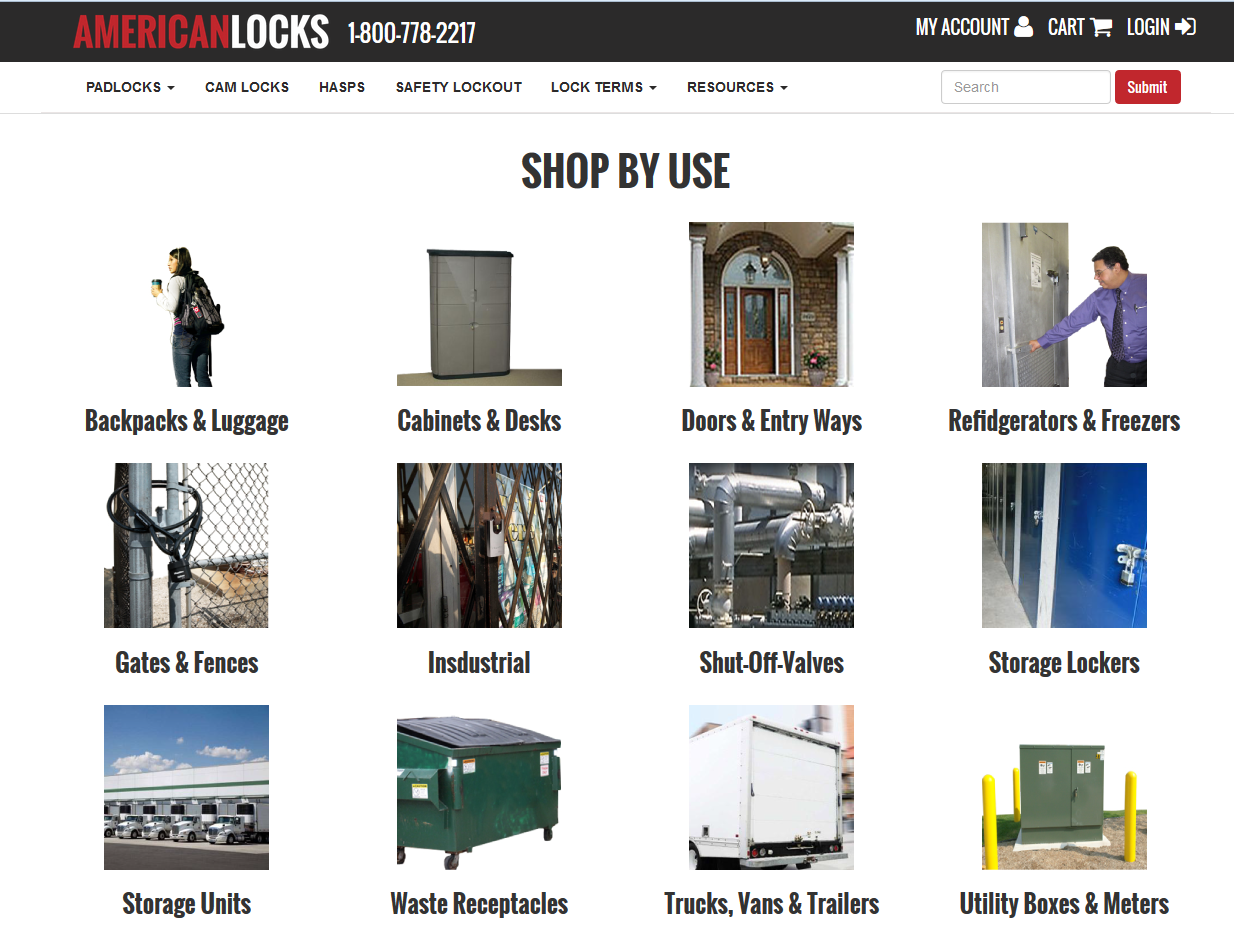 AMERICANLOCKS 1-800-778-2217 MY ACCOUNT CART LOGIN
PADLOCKS CAM LOCKS HASPS SAFETY LOCKOUT LOCK TERMS RESOURCES Search Submit
SHOP BY USE
Backpacks & Luggage Cabinets & Desks Doors & Entry Ways Refidgerators & Freezers
Gates & Fences Insdustrial Shut-Off-Valves Storage Lockers
Storage Units Waste Receptacles Trucks, Vans & Trailers Utility Boxes & Meters